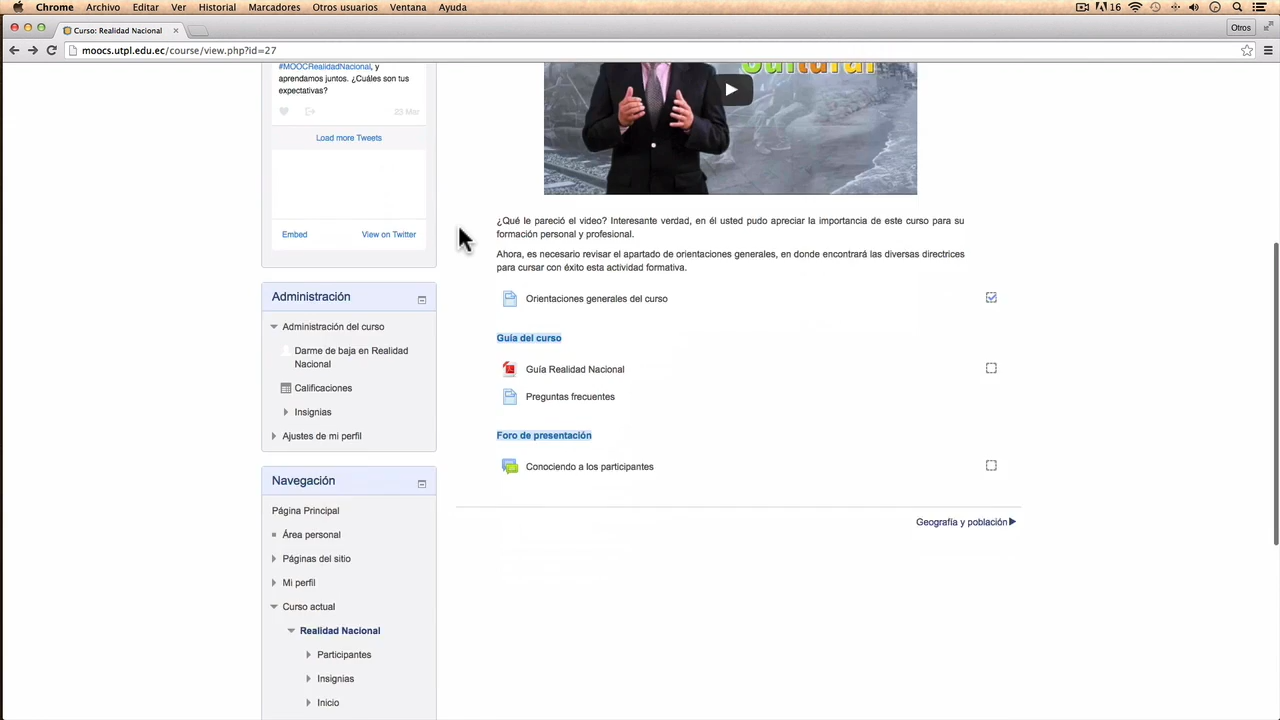 Chrome Archivo Editar Ver Historial Marcadores Otros usuarios Ventana Ayuda
16
Curso: Realidad Nacional
Otros
moocs.utpl.edu.ec/course/view.php?id=27
#MOOCRealidadNacional, y
aprendamos juntos. ¿Cuáles son tus
expectativas?
23 Mar
Load more Tweets
Embed
View on Twitter
Cultural
¿Qué le pareció el video? Interesante verdad, en él usted pudo apreciar la importancia de este curso para su
formación personal y profesional.
Ahora, es necesario revisar el apartado de orientaciones generales, en donde encontrará las diversas directrices
para cursar con éxito esta actividad formativa.
Orientaciones generales del curso
Guía del curso
Guía Realidad Nacional
Preguntas frecuentes
Foro de presentación
Conociendo a los participantes
Geografía y población
Administración
Administración del curso
Darme de baja en Realidad
Nacional
Calificaciones
Insignias
Ajustes de mi perfil
Navegación
Página Principal
Área personal
Páginas del sitio
Mi perfil
Curso actual
Realidad Nacional
Participantes
Insignias
Inicio